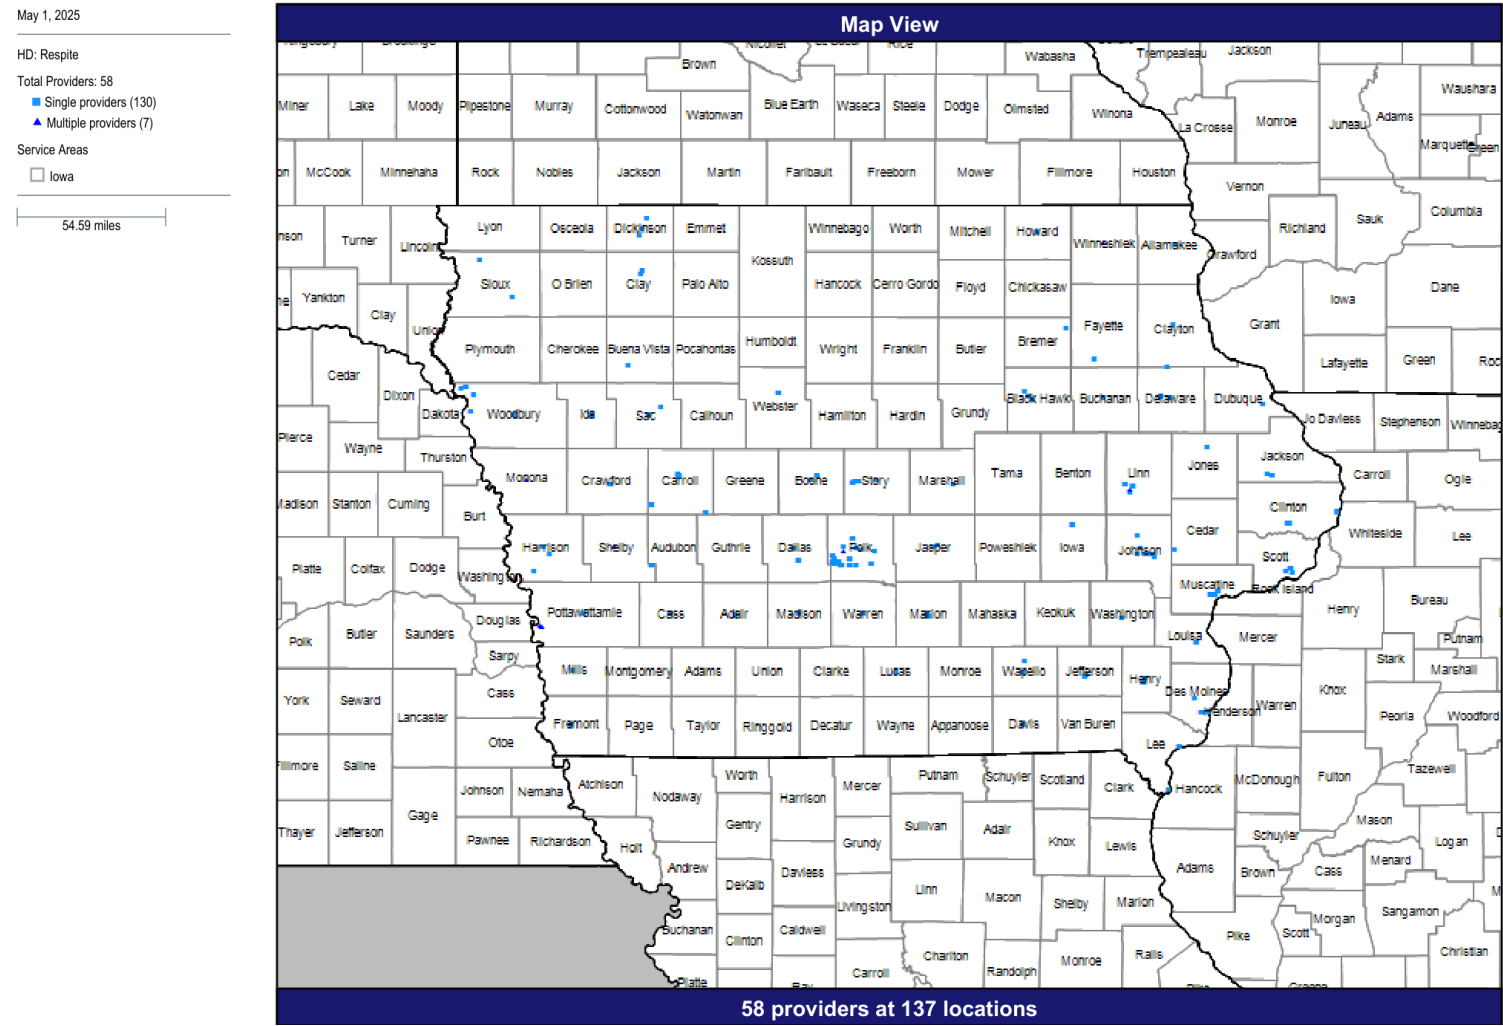 May 1, 2025
HD: Respite
Total Providers: 58
Single providers (130)
Multiple providers (7)
Service Areas
Iowa
54.59 miles
Map View
Wabasha Trempealeau Jackson
Brown
Waushara
Miner Lake Moody Pipestone Murray Cottonwood Watonwan Blue Earth Waseca Steele Dodge Olmsted Winona La Crosse Monroe Juneau Adams
Marquette
McCook Minnehaha Rock Nobles Jackson Martin Faribault Freeborn Mower Fillmore Houston Vernon
Richland Sauk Columbia
Turner Lincoln Lyon Osceola Dickinson Emmet Winnebago Worth Mitchell Howard Winneshiek Allamakee Crawford
Kossuth
Yankton Clay Union Sioux O Brien Clay Palo Alto Hancock Cerro Gordo Floyd Chickasaw Iowa Dane
Fayette Clayton Grant
Plymouth Cherokee Buena Vista Pocahontas Humboldt Wright Franklin Butler Bremer Lafayette Green
Cedar Dixon
Dakota Woodbury Ida Sac Calhoun Webster Hamilton Hardin Grundy Black Hawk Buchanan Delaware Dubuque Jo Daviess Stephenson
Pierce Wayne Thurston
Monona Crawford Carroll Greene Boone Story Marshall Tama Benton Linn Jones Jackson Carroll Ogle
Stanton Cuming Burt Clinton
Harrison Shelby Audubon Guthrie Dallas Polk Jasper Poweshiek Iowa Johnson Cedar Scott Whiteside Lee
Platte Colfax Dodge Washington Muscatine Rock Island
Henry Bureau
Douglas Pottawattamie Cass Adair Madison Warren Marion Mahaska Keokuk Washington Louisa Mercer
Polk Butler Saunders Sarpy Putnam
Stark Marshall
Cass Mills Montgomery Adams Union Clarke Lucas Monroe Wapello Jefferson Henry Des Moines
York Seward Lancaster Henderson Warren Knox Peoria Woodford
Otoe Fremont Page Taylor Ringgold Decatur Wayne Appanoose Davis Van Buren Lee
Saline
Johnson Nemaha Atchison Nodaway Worth Harrison Mercer Putnam Schuyler Scotland Clark Hancock McDonough Fulton Tazewell
Thayer Jefferson Gage Pawnee Richardson Holt Gentry Grundy Sullivan Adair Knox Lewis Schuyler Mason Logan
Andrew DeKalb Daviess Livingston Linn Macon Shelby Marion Adams Brown Cass Menard
Buchanan Clinton Caldwell Pike Scott Morgan Sangamon
Carroll Chariton Randolph Monroe Ralls Christian
Platte
58 providers at 137 locations